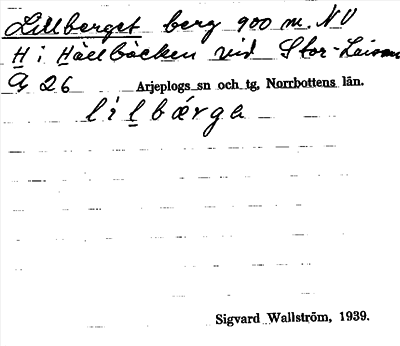 Lillberget berg 900 m. NV
H i Hällbäcken vid Stor-Laisan
26
Arjeplogs sn och tg, Norrbottens län.
lilbärga
Sigvard Wallström, 1939.